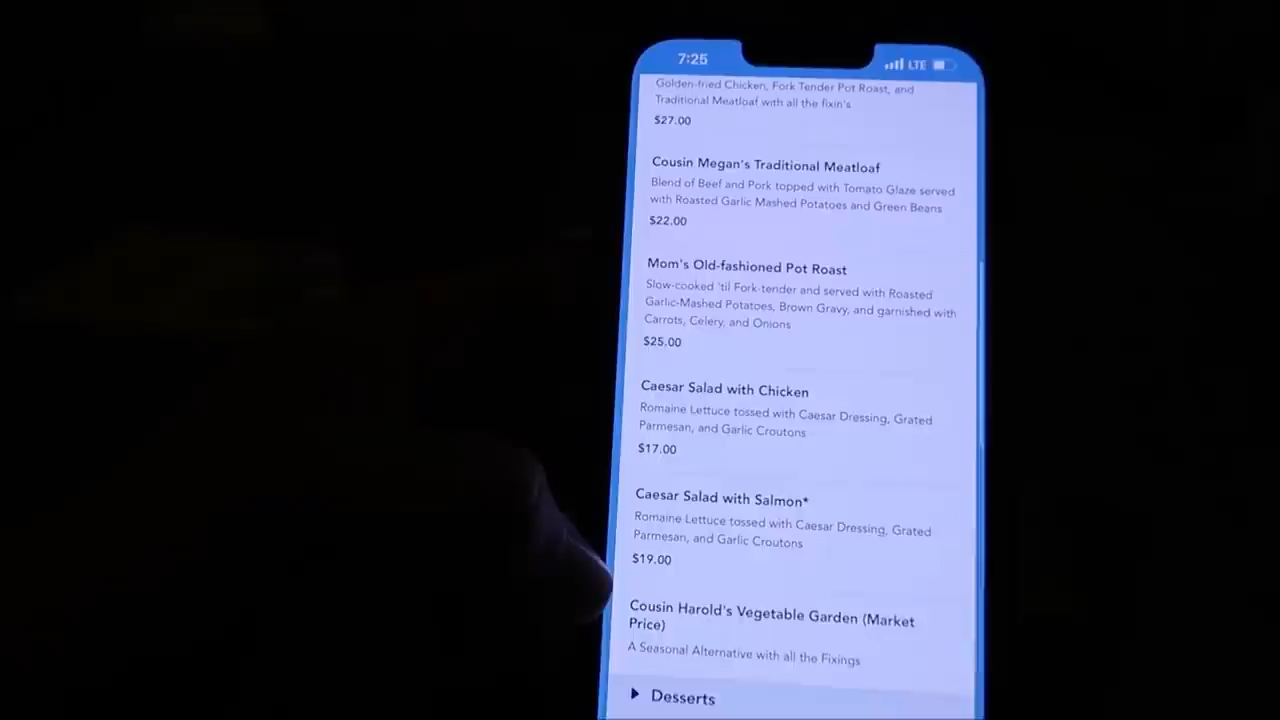 7:25
LTE
Golden-fried Chicken, Fork Tender Pot Roast, and
Traditional Meatloaf with all the fixin's
$27.00
Cousin Megan's Traditional Meatloaf
Blend of Beef and Pork topped with Tomato Glaze served
with Roasted Garlic Mashed Potatoes and Green Beans
$22.00
Mom's Old-fashioned Pot Roast
Slow-cooked 'til Fork-tender and served with Roasted
Garlic-Mashed Potatoes, Brown Gravy, and garnished with
Carrots, Celery, and Onions
$25.00
Caesar Salad with Chicken
Romaine Lettuce tossed with Caesar Dressing, Grated
Parmesan, and Garlic Croutons
$17.00
Caesar Salad with Salmon*
Romaine Lettuce tossed with Caesar Dressing, Grated
Parmesan, and Garlic Croutons
$19.00
Cousin Harold's Vegetable Garden (Market
Price)
A Seasonal Alternative with all the Fixings
Desserts